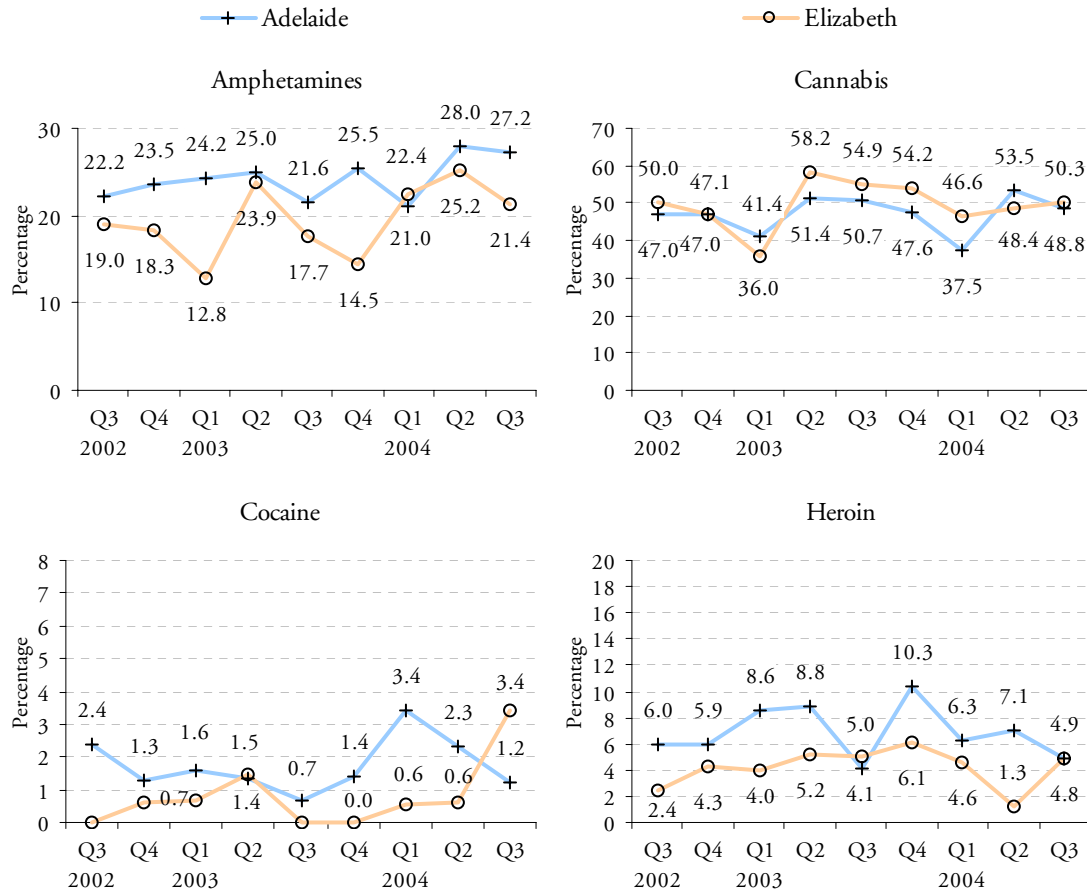 Adelaide Elizabeth
Amphetamines
30
20
10
0
Percentage
22.2 23.5 24.2 25.0 21.6 25.5 22.4 28.0 27.2
19.0 18.3 12.8 23.9 17.7 14.5 21.0 25.2 21.4
Q3 Q4 Q1 Q2 Q3 Q4 Q1 Q2 Q3
2002 2003 2004
Cannabis
70
60
50
40
30
20
10
0
Percentage
50.0 47.1 41.4 58.2 54.9 54.2 46.6 53.5 50.3
47.0 47.0 36.0 51.4 50.7 47.6 37.5 48.4 48.8
Q3 Q4 Q1 Q2 Q3 Q4 Q1 Q2 Q3
2002 2003 2004
Cocaine
8
7
6
5
4
3
2
1
0
Percentage
2.4 1.3 1.6 1.5 0.7 1.4 3.4 2.3 3.4
0.7 1.4 0.0 0.6 0.6 1.2
Q3 Q4 Q1 Q2 Q3 Q4 Q1 Q2 Q3
2002 2003 2004
Heroin
20
18
16
14
12
10
8
6
4
2
0
Percentage
6.0 5.9 8.6 8.8 5.0 10.3 6.3 7.1 4.9
2.4 4.3 4.0 5.2 4.1 6.1 4.6 1.3 4.8
Q3 Q4 Q1 Q2 Q3 Q4 Q1 Q2 Q3
2002 2003 2004